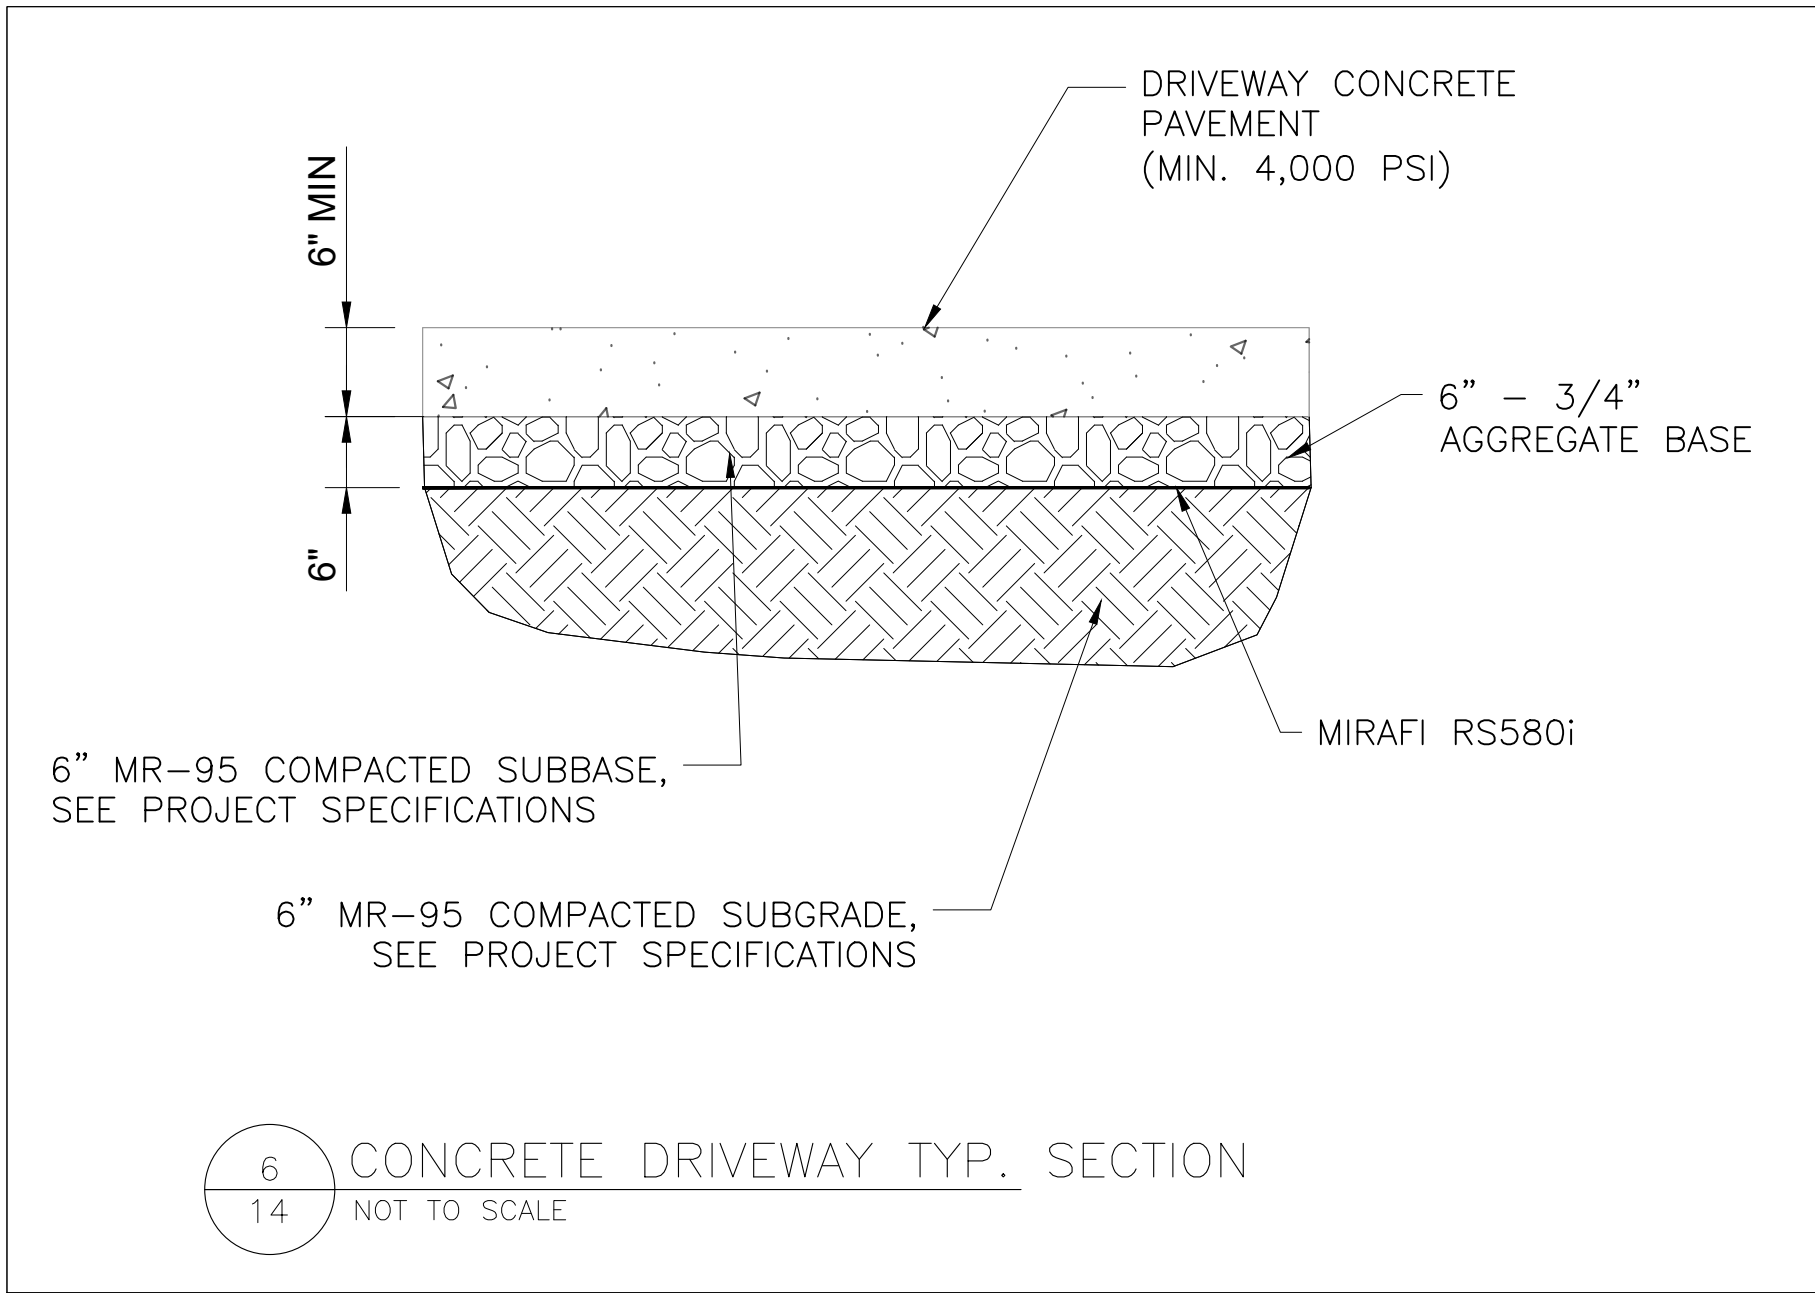 DRIVEWAY CONCRETE
PAVEMENT
(MIN. 4,000 PSI)
6" MIN
6” – 3/4”
AGGREGATE BASE
6"
MIRAFI RS580i
6” MR–95 COMPACTED SUBBASE,
SEE PROJECT SPECIFICATIONS
6” MR–95 COMPACTED SUBGRADE,
SEE PROJECT SPECIFICATIONS
6
14
CONCRETE DRIVEWAY TYP. SECTION
NOT TO SCALE